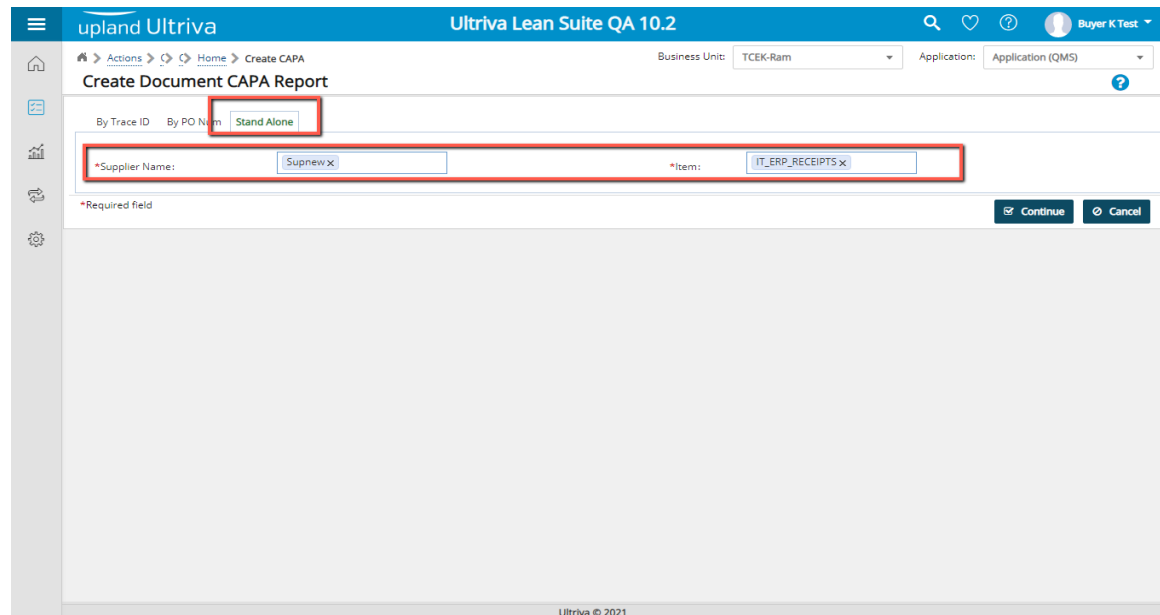 upland Ultriva
Ultriva Lean Suite QA 10.2
Buyer K Test
Actions > <> <> Home > Create CAPA
Business Unit: TCEK-Ram
Application: Application (QMS)
Create Document CAPA Report
By Trace ID By PO Num Stand Alone
*Supplier Name: Supnew x
*Item: IT_ERP_RECEIPTS x
*Required field
Continue
Cancel
Ultriva © 2021